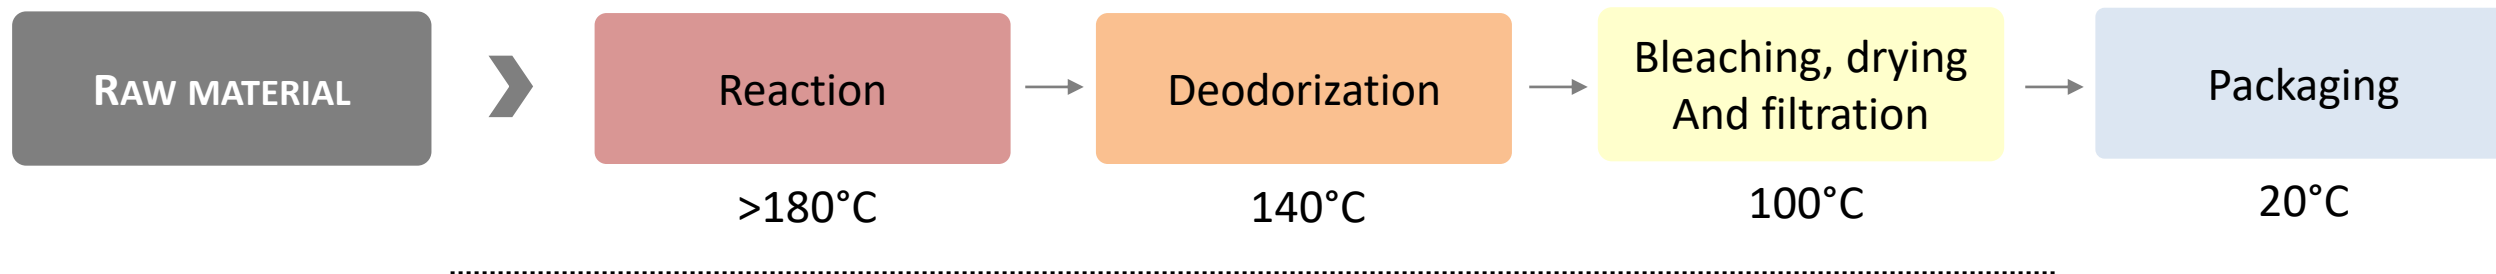 RAW MATERIAL
Reaction
Deodorization
Bleaching, drying
And filtration
Packaging
>180°C
140°C
100°C
20°C